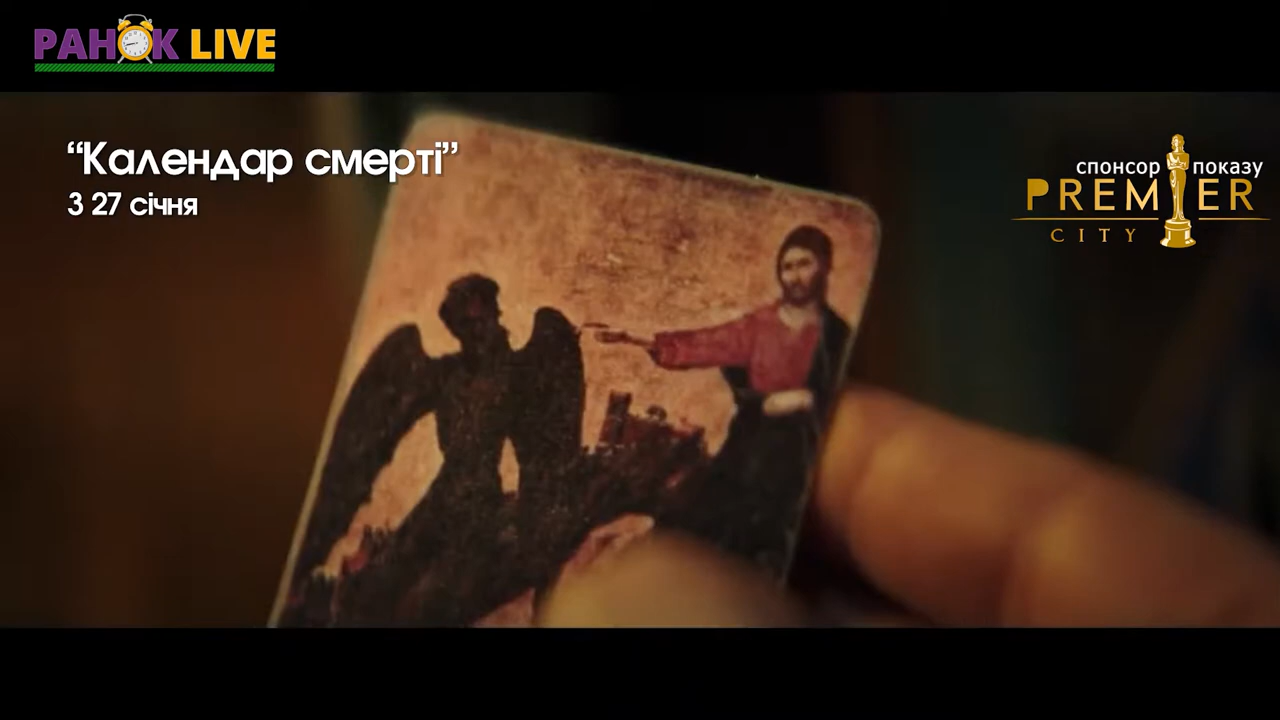 РАНОК LIVE
“Календар смерті”
З 27 січня
спонсор показу
PREMIER
CITY